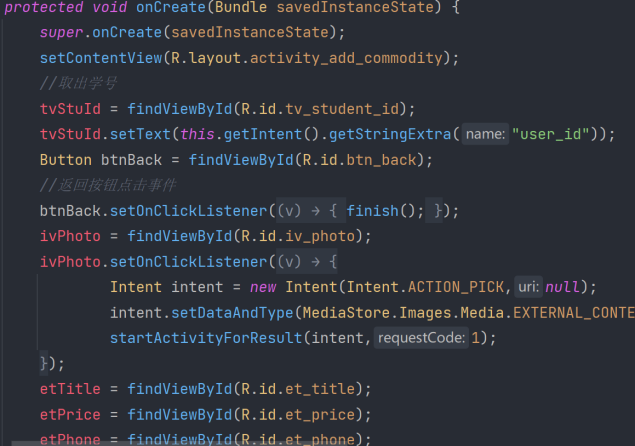 protected void onCreate(Bundle savedInstanceState) {
super.onCreate(savedInstanceState);
setContentView(R.layout.activity_add_commodity);
//取出学号
tvStuId = findViewById(R.id.tv_student_id);
tvStuId.setText(this.getIntent().getStringExtra( name: "user_id"));
Button btnBack = findViewById(R.id.btn_back);
//返回按钮点击事件
btnBack.setOnClickListener((v) → { finish(); });
ivPhoto = findViewById(R.id.iv_photo);
ivPhoto.setOnClickListener((v) → {
Intent intent = new Intent(Intent.ACTION_PICK, uri: null);
intent.setDataAndType(MediaStore.Images.Media.EXTERNAL_CONTE
startActivityForResult(intent, requestCode: 1);
});
etTitle = findViewById(R.id.et_title);
etPrice = findViewById(R.id.et_price);
etPhone = findViewById(R.id.et_phone);